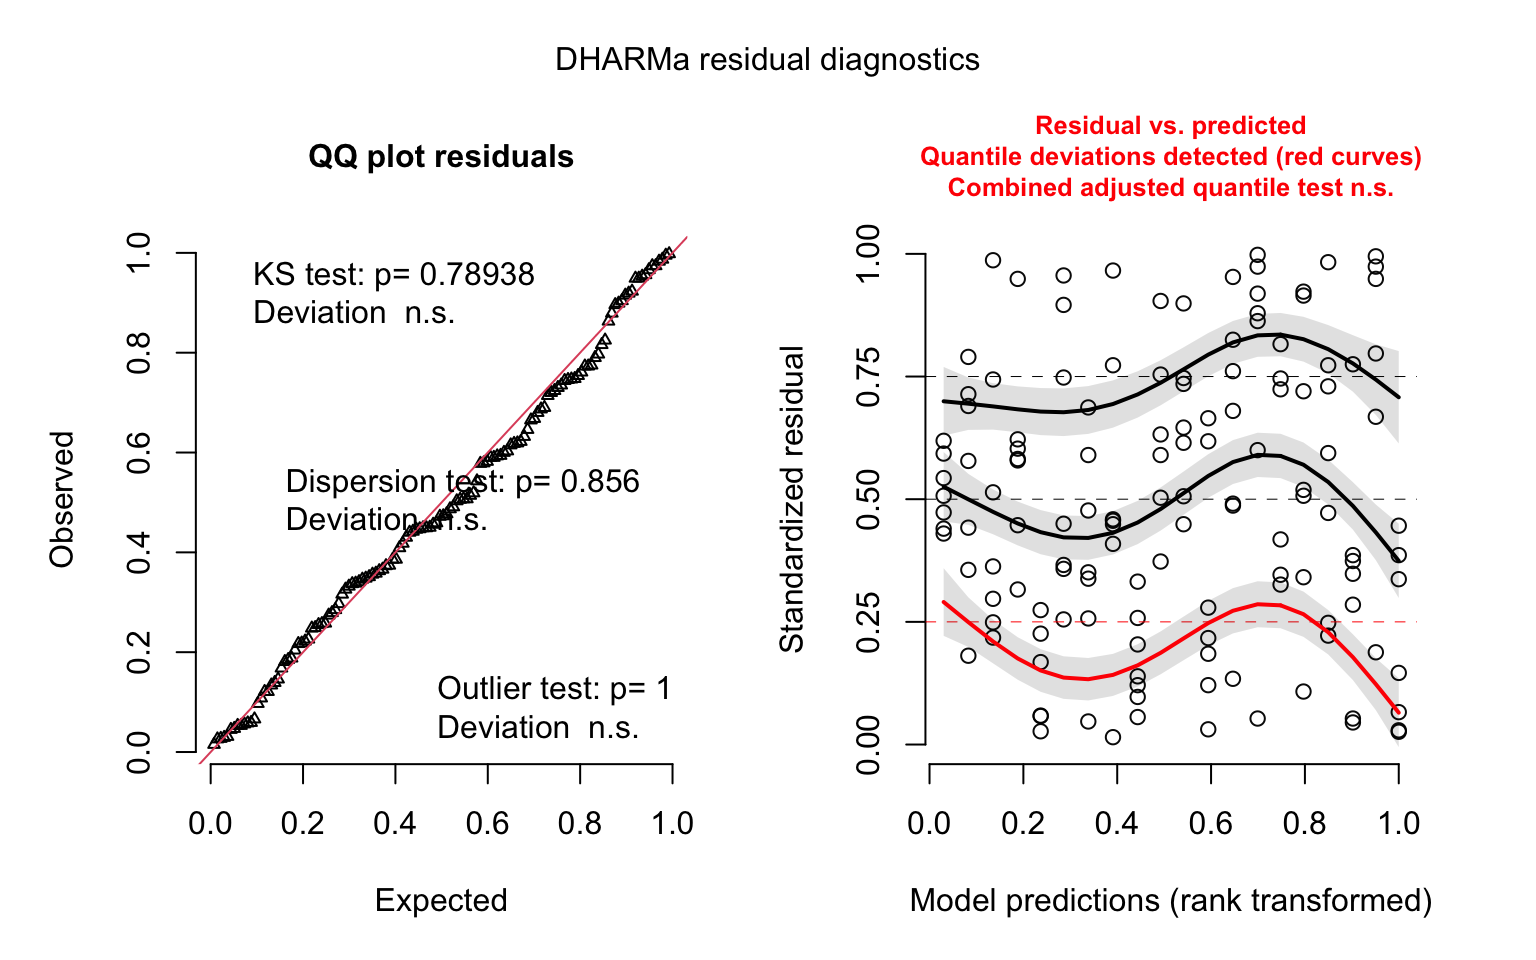 DHARMa residual diagnostics
QQ plot residuals
KS test: p= 0.78938
Deviation  n.s.
Dispersion test: p= 0.856
Deviation  n.s.
Outlier test: p= 1
Deviation  n.s.
Observed
0.0 0.2 0.4 0.6 0.8 1.0
0.0 0.2 0.4 0.6 0.8 1.0
Expected
Residual vs. predicted
Quantile deviations detected (red curves)
Combined adjusted quantile test n.s.
Standardized residual
0.00 0.25 0.50 0.75 1.00
0.0 0.2 0.4 0.6 0.8 1.0
Model predictions (rank transformed)